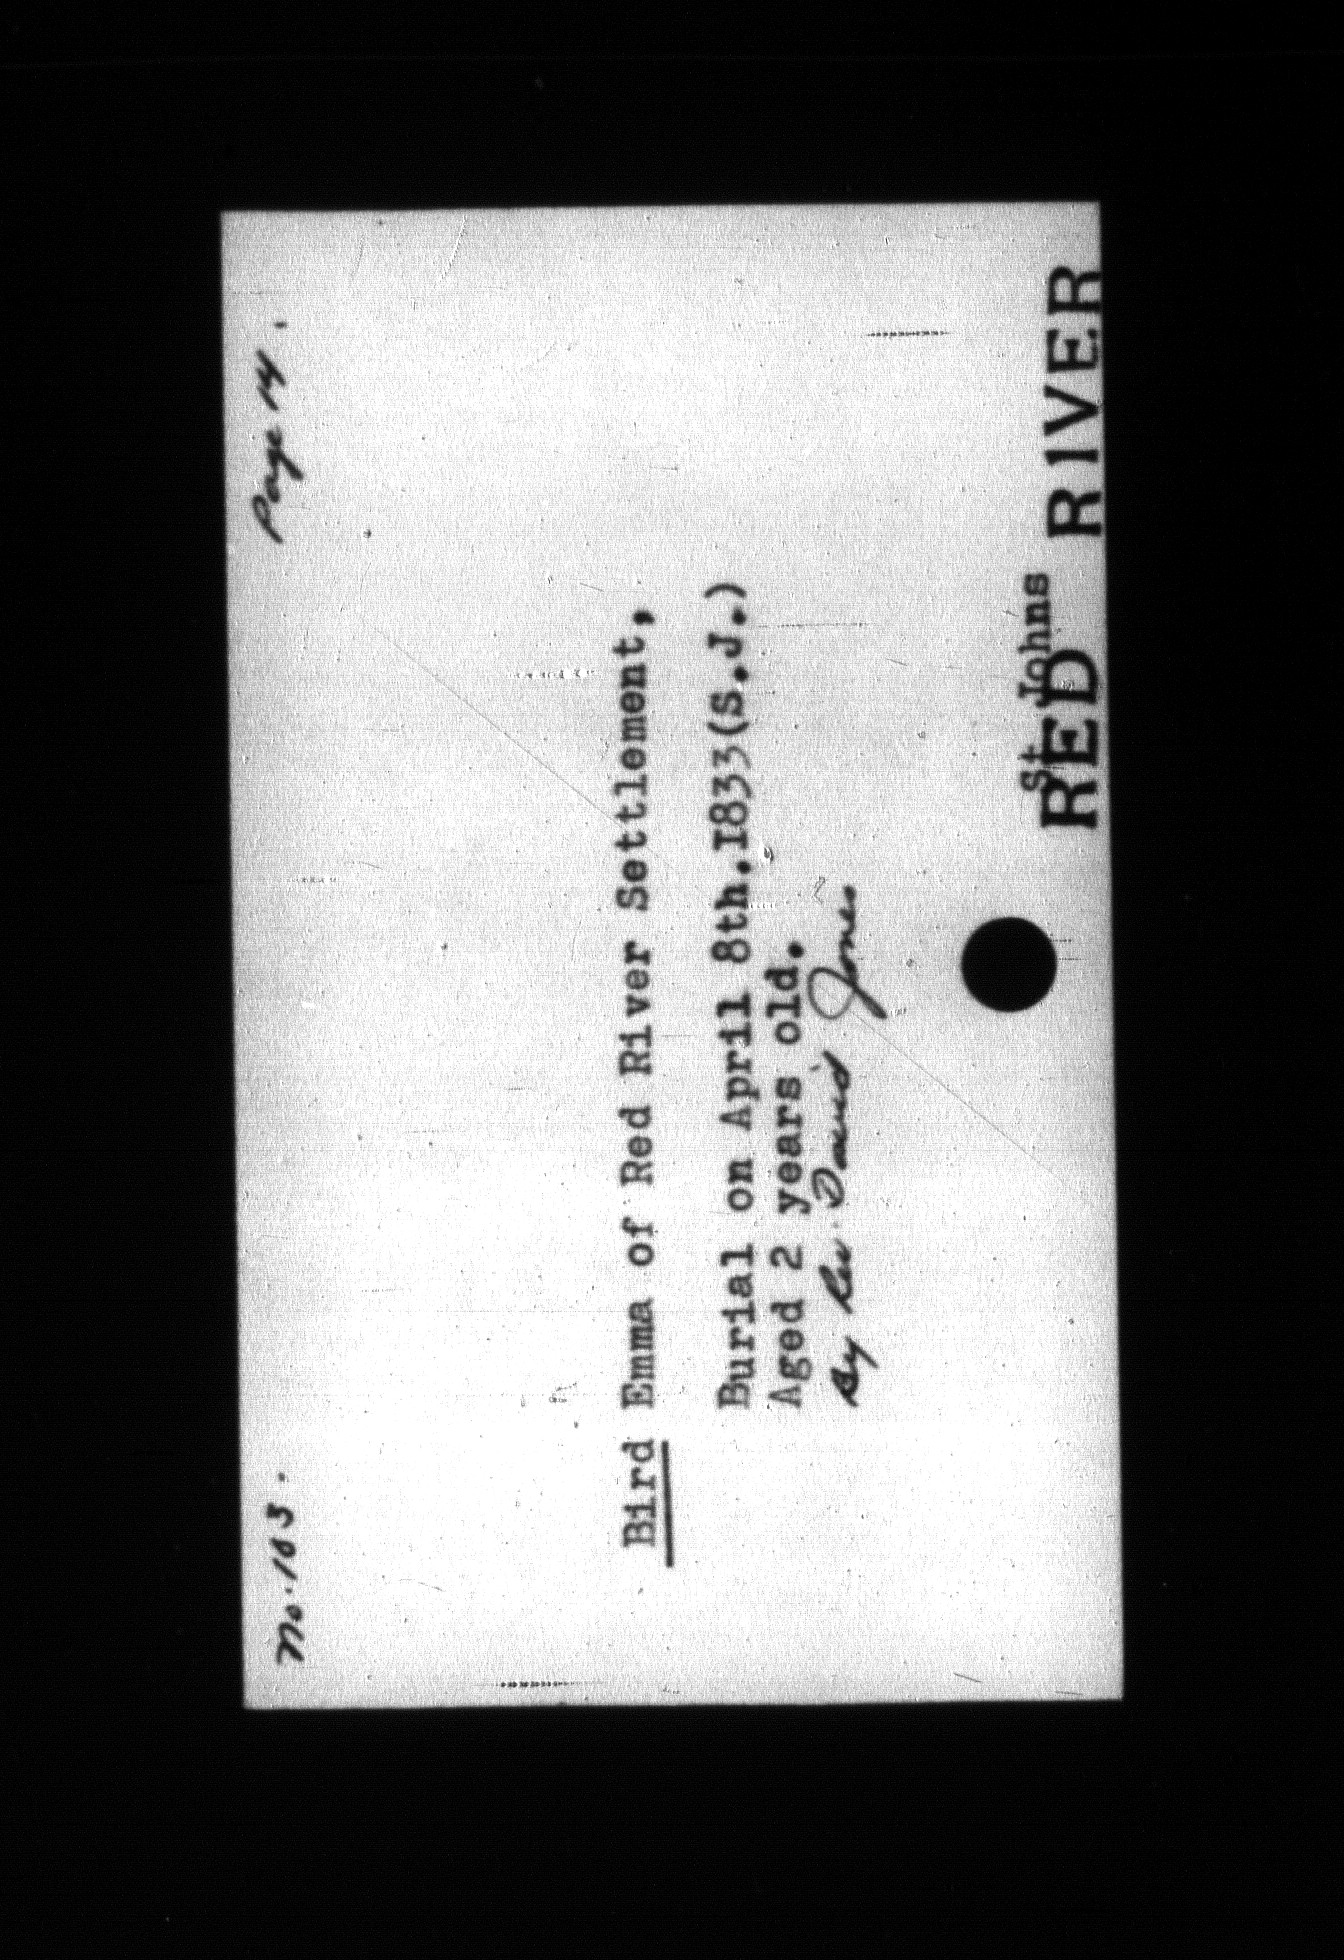 No. 103.
Page 14.
Bird Emma of Red River Settlement,
Burial on April 8th.1833(S.J.)
Aged 2 years old.
By Rev. David Jones
St. Johns
RED RIVER